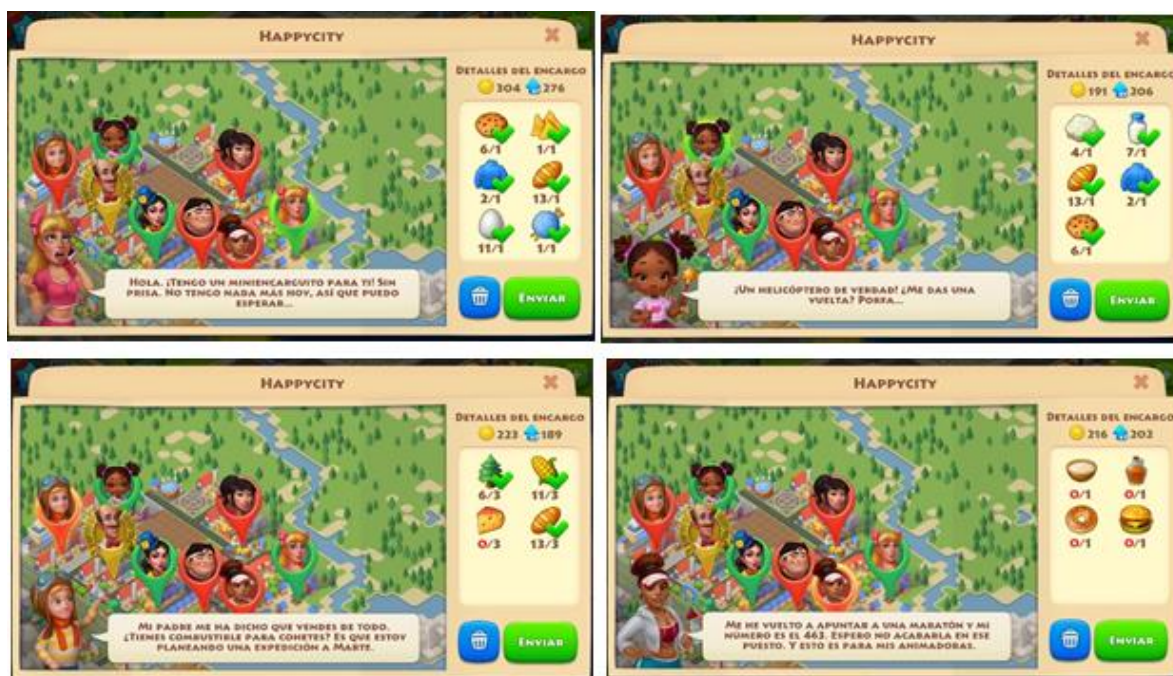 HAPPYCITY
DETALLES DEL ENCARGO
304 276
6/1 1/1
2/1 13/1
11/1 1/1
HOLA. ¡TENGO UN MINIENCARGUITO PARA TI! SIN
PRISA. NO TENGO NADA MÁS HOY, ASÍ QUE PUEDO
ESPERAR...
ENVIAR
HAPPYCITY
DETALLES DEL ENCARGO
191 206
4/1 7/1
13/1 2/1
6/1
¡UN HELICÓPTERO DE VERDAD! ¿ME DAS UNA
VUELTA? PORFA...
ENVIAR
HAPPYCITY
DETALLES DEL ENCARGO
223 189
6/3 11/3
0/3 13/3
MI PADRE ME HA DICHO QUE VENDES DE TODO.
¿TIENES COMBUSTIBLE PARA COHETES? ES QUE ESTOY
PLANEANDO UNA EXPEDICIÓN A MARTE.
ENVIAR
HAPPYCITY
DETALLES DEL ENCARGO
216 202
0/1 0/1
0/1 0/1
ME HE VUELTO A APUNTAR A UNA MARATÓN Y MI
NÚMERO ES EL 463. ESPERO NO ACABARLA EN ESE
PUESTO. Y ESTO ES PARA MIS ANIMADORAS.
ENVIAR